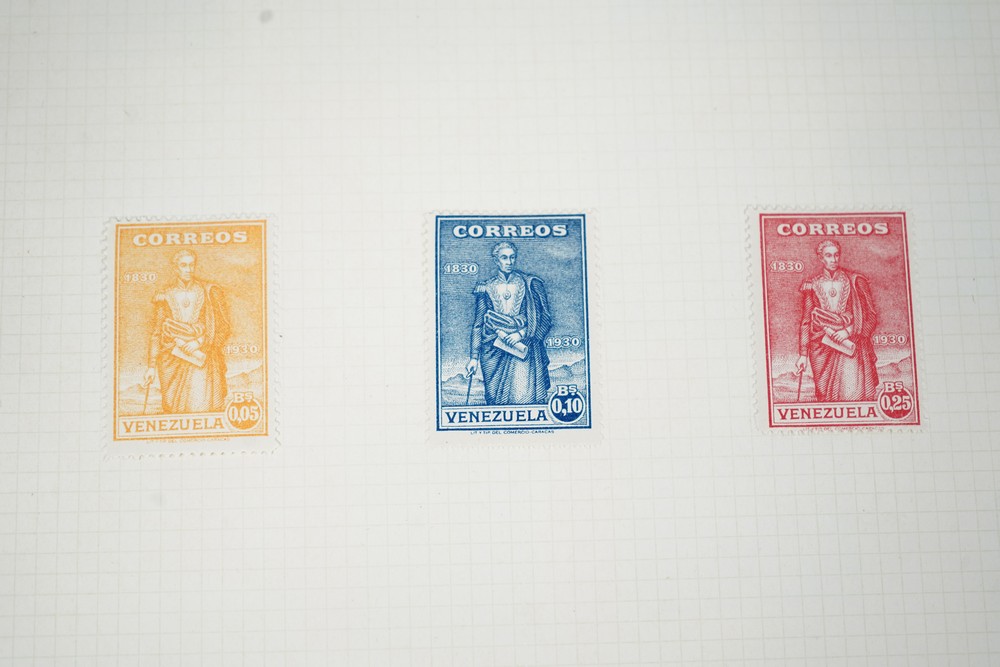 CORREOS
1830
1930
Bs
0,05
VENEZUELA
CORREOS
1830
1930
Bs
0,10
VENEZUELA
LIT. Y TIP. DEL COMERCIO-CARACAS
CORREOS
1830
1930
Bs
0,25
VENEZUELA